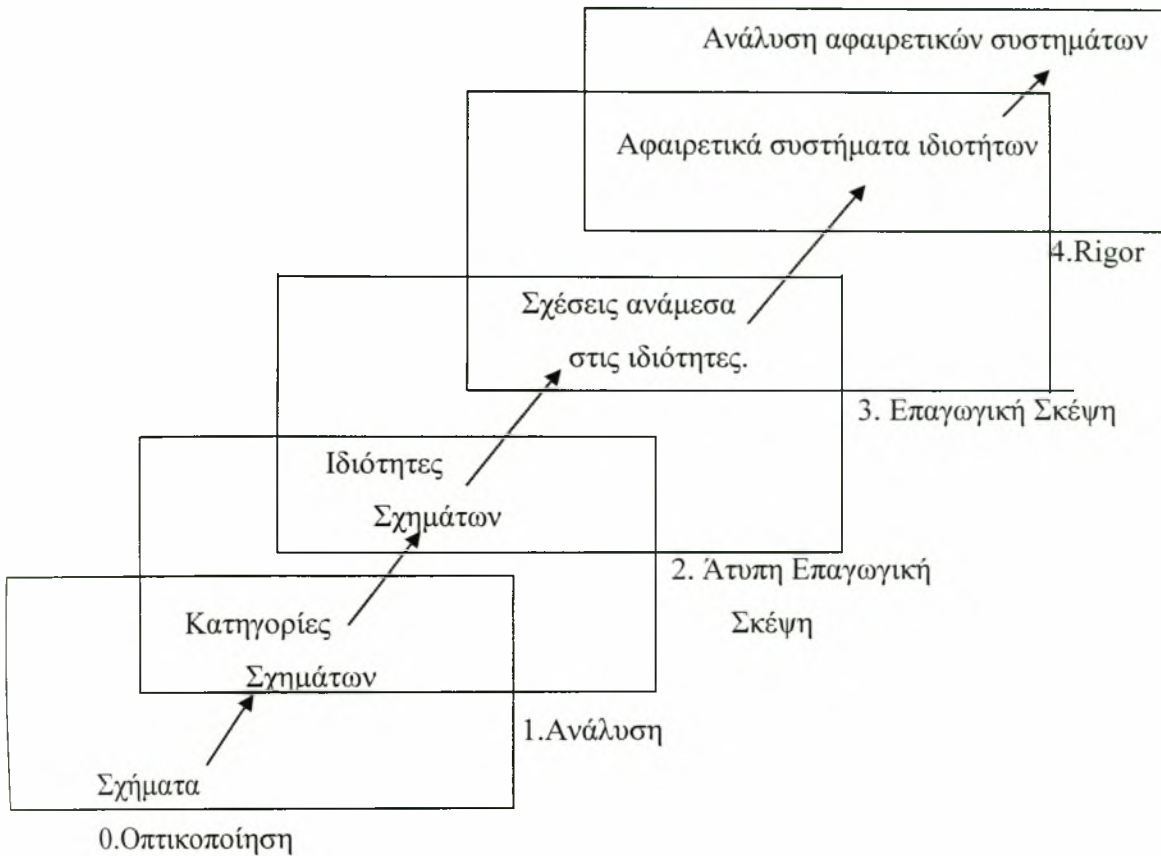 Ανάλυση αφαιρετικών συστημάτων
Αφαιρετικά συστήματα ιδιοτήτων
4.Rigor
Σχέσεις ανάμεσα
στις ιδιότητες.
3. Επαγωγική Σκέψη
Ιδιότητες
Σχημάτων
2. Άτυπη Επαγωγική
Σκέψη
Κατηγορίες
Σχημάτων
1.Ανάλυση
Σχήματα
0.Οπτικοποίηση